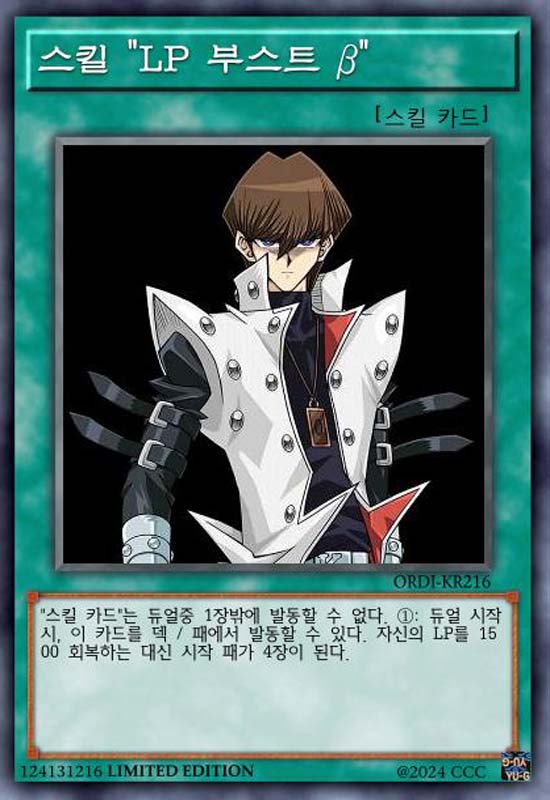 스킬 "LP 부스트 β"
[스킬 카드]
ORDI-KR216
"스킬 카드"는 듀얼중 1장밖에 발동할 수 없다. ①: 듀얼 시작
시, 이 카드를 덱 / 패에서 발동할 수 있다. 자신의 LP를 15
00 회복하는 대신 시작 패가 4장이 된다.
124131216 LIMITED EDITION
@2024 CCC
YU-G